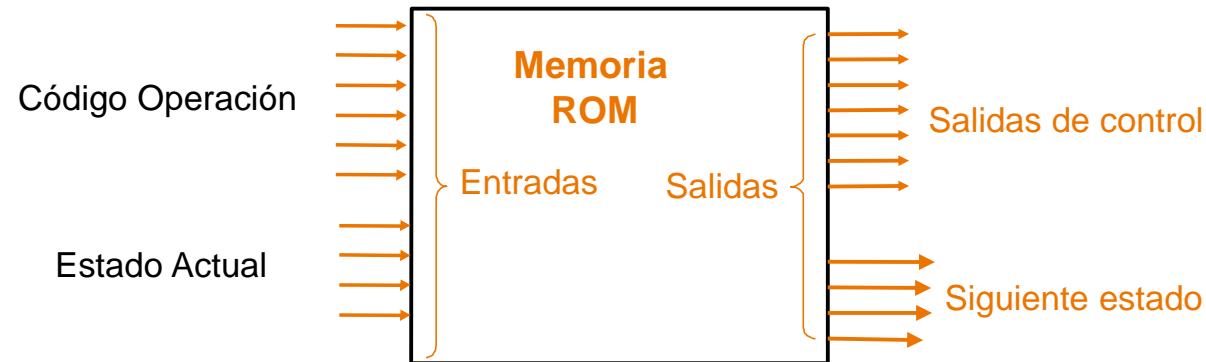 Código Operación
Estado Actual
Memoria
ROM
Entradas
Salidas
Salidas de control
Siguiente estado